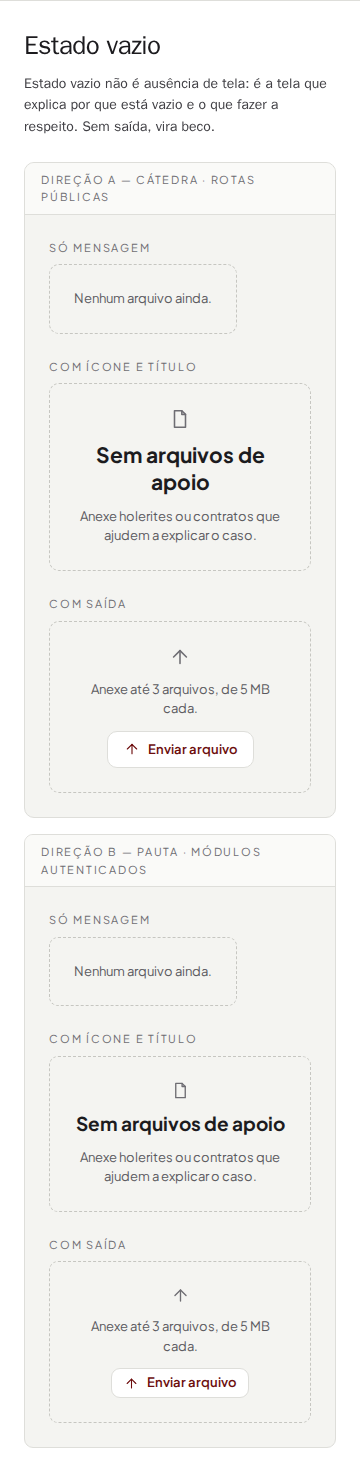 Estado vazio
Estado vazio não é ausência de tela: é a tela que
explica por que está vazio e o que fazer a
respeito. Sem saída, vira beco.
DIREÇÃO A — CÁTEDRA · ROTAS
PÚBLICAS
SÓ MENSAGEM
Nenhum arquivo ainda.
COM ÍCONE E TÍTULO
Sem arquivos de
apoio
Anexe holerites ou contratos que
ajudem a explicar o caso.
COM SAÍDA
Anexe até 3 arquivos, de 5 MB
cada.
Enviar arquivo
DIREÇÃO B — PAUTA · MÓDULOS
AUTENTICADOS
SÓ MENSAGEM
Nenhum arquivo ainda.
COM ÍCONE E TÍTULO
Sem arquivos de apoio
Anexe holerites ou contratos que
ajudem a explicar o caso.
COM SAÍDA
Anexe até 3 arquivos, de 5 MB
cada.
Enviar arquivo